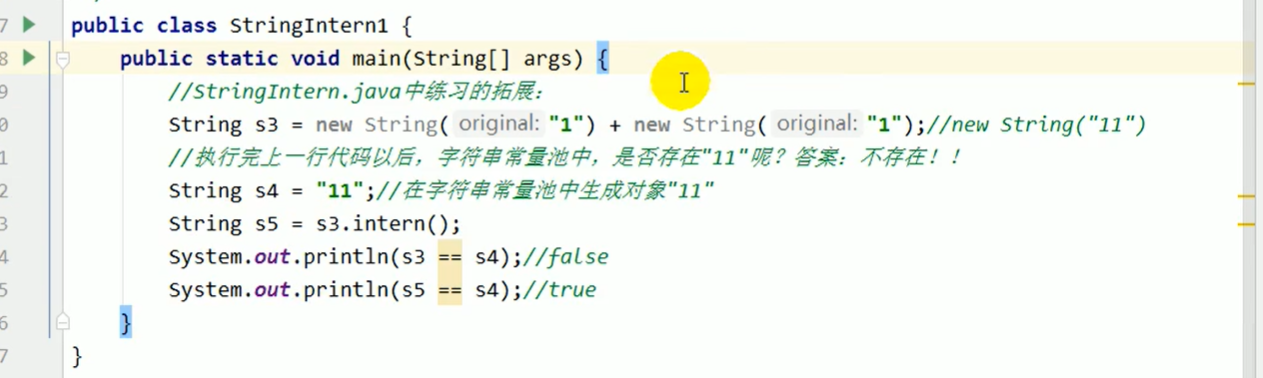 7 public class StringIntern1 {
8 public static void main(String[] args) {
9 //StringIntern.java中练习的拓展：
0 String s3 = new String( original: "1") + new String( original: "1");//new String("11")
1 //执行完上一行代码以后，字符串常量池中，是否存在"11"呢？答案：不存在！！
2 String s4 = "11";//在字符串常量池中生成对象"11"
3 String s5 = s3.intern();
4 System.out.println(s3 == s4);//false
5 System.out.println(s5 == s4);//true
6 }
7 }